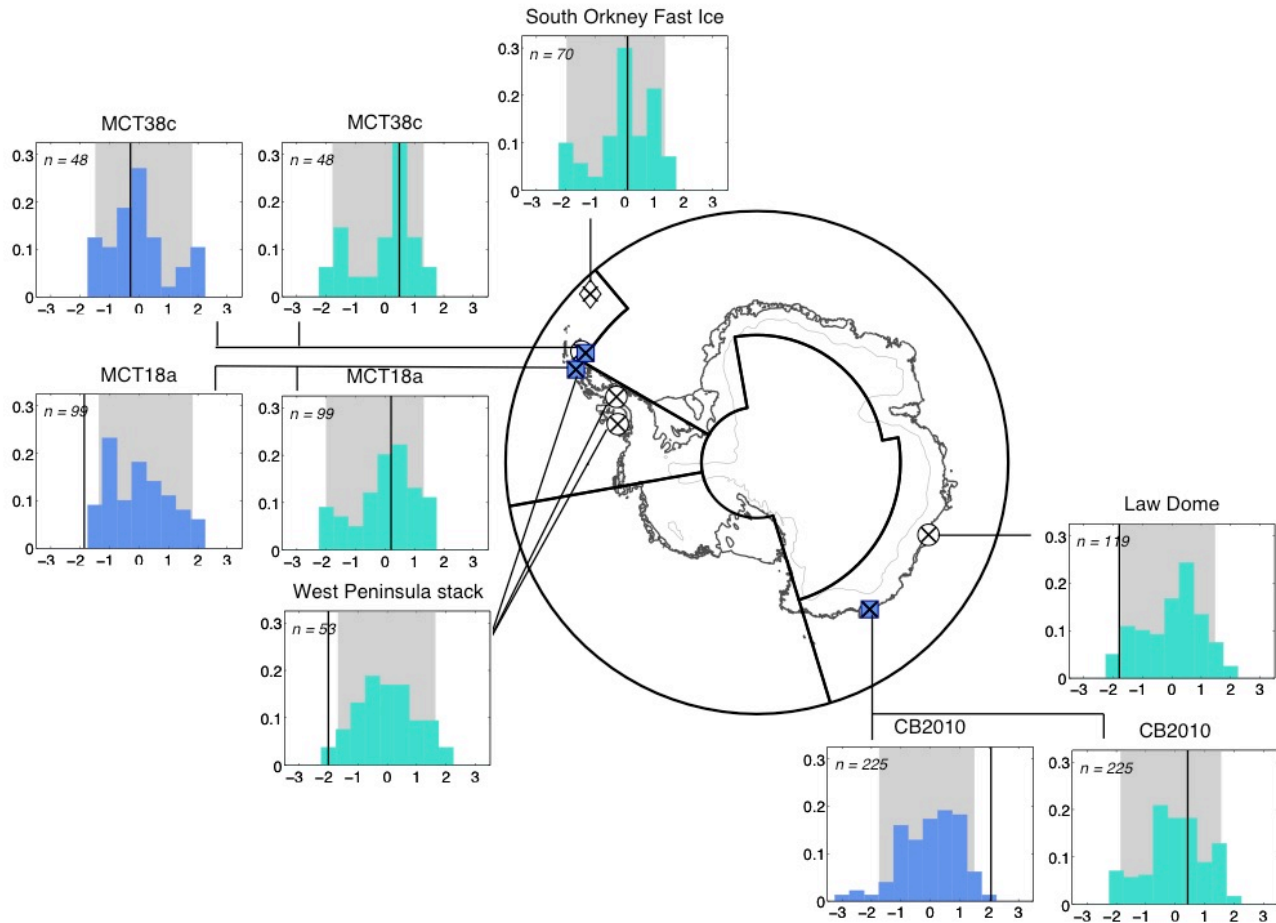 South Orkney Fast Ice
n = 70
0.3
0.2
0.1
0
-3 -2 -1 0 1 2 3
MCT38c
n = 48
0.3
0.2
0.1
0
-3 -2 -1 0 1 2 3
MCT38c
n = 48
0.3
0.2
0.1
0
-3 -2 -1 0 1 2 3
MCT18a
n = 99
0.3
0.2
0.1
0
-3 -2 -1 0 1 2 3
MCT18a
n = 99
0.3
0.2
0.1
0
-3 -2 -1 0 1 2 3
West Peninsula stack
n = 53
0.3
0.2
0.1
0
-3 -2 -1 0 1 2 3
Law Dome
n = 119
0.3
0.2
0.1
0
-3 -2 -1 0 1 2 3
CB2010
n = 225
0.3
0.2
0.1
0
-3 -2 -1 0 1 2 3
CB2010
n = 225
0.3
0.2
0.1
0
-3 -2 -1 0 1 2 3